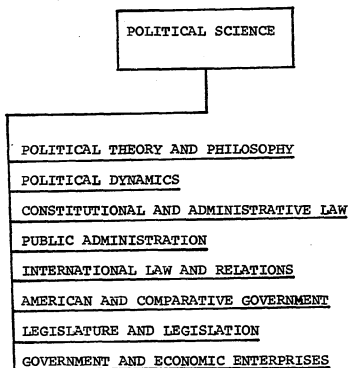 POLITICAL SCIENCE
POLITICAL THEORY AND PHILOSOPHY
POLITICAL DYNAMICS
CONSTITUTIONAL AND ADMINISTRATIVE LAW
PUBLIC ADMINISTRATION
INTERNATIONAL LAW AND RELATIONS
AMERICAN AND COMPARATIVE GOVERNMENT
LEGISLATURE AND LEGISLATION
GOVERNMENT AND ECONOMIC ENTERPRISES